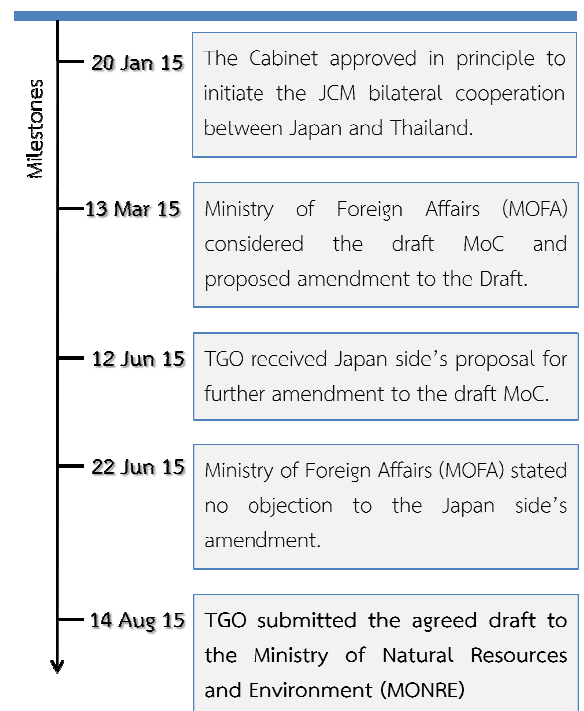 Milestones
20 Jan 15
The Cabinet approved in principle to
initiate the JCM bilateral cooperation
between Japan and Thailand.
13 Mar 15
Ministry of Foreign Affairs (MOFA)
considered the draft MoC and
proposed amendment to the Draft.
12 Jun 15
TGO received Japan side's proposal for
further amendment to the draft MoC.
22 Jun 15
Ministry of Foreign Affairs (MOFA) stated
no objection to the Japan side's
amendment.
14 Aug 15
TGO submitted the agreed draft to
the Ministry of Natural Resources
and Environment (MONRE)